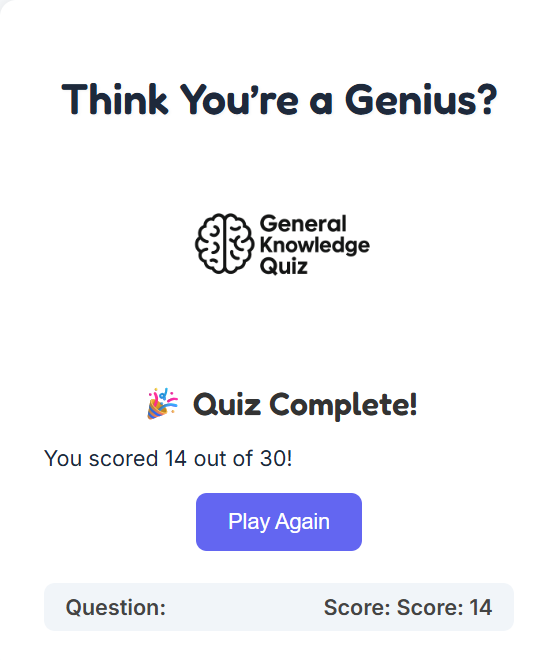 Think You’re a Genius?
General
Knowledge
Quiz
🎉 Quiz Complete!
You scored 14 out of 30!
Play Again
Question: Score: Score: 14